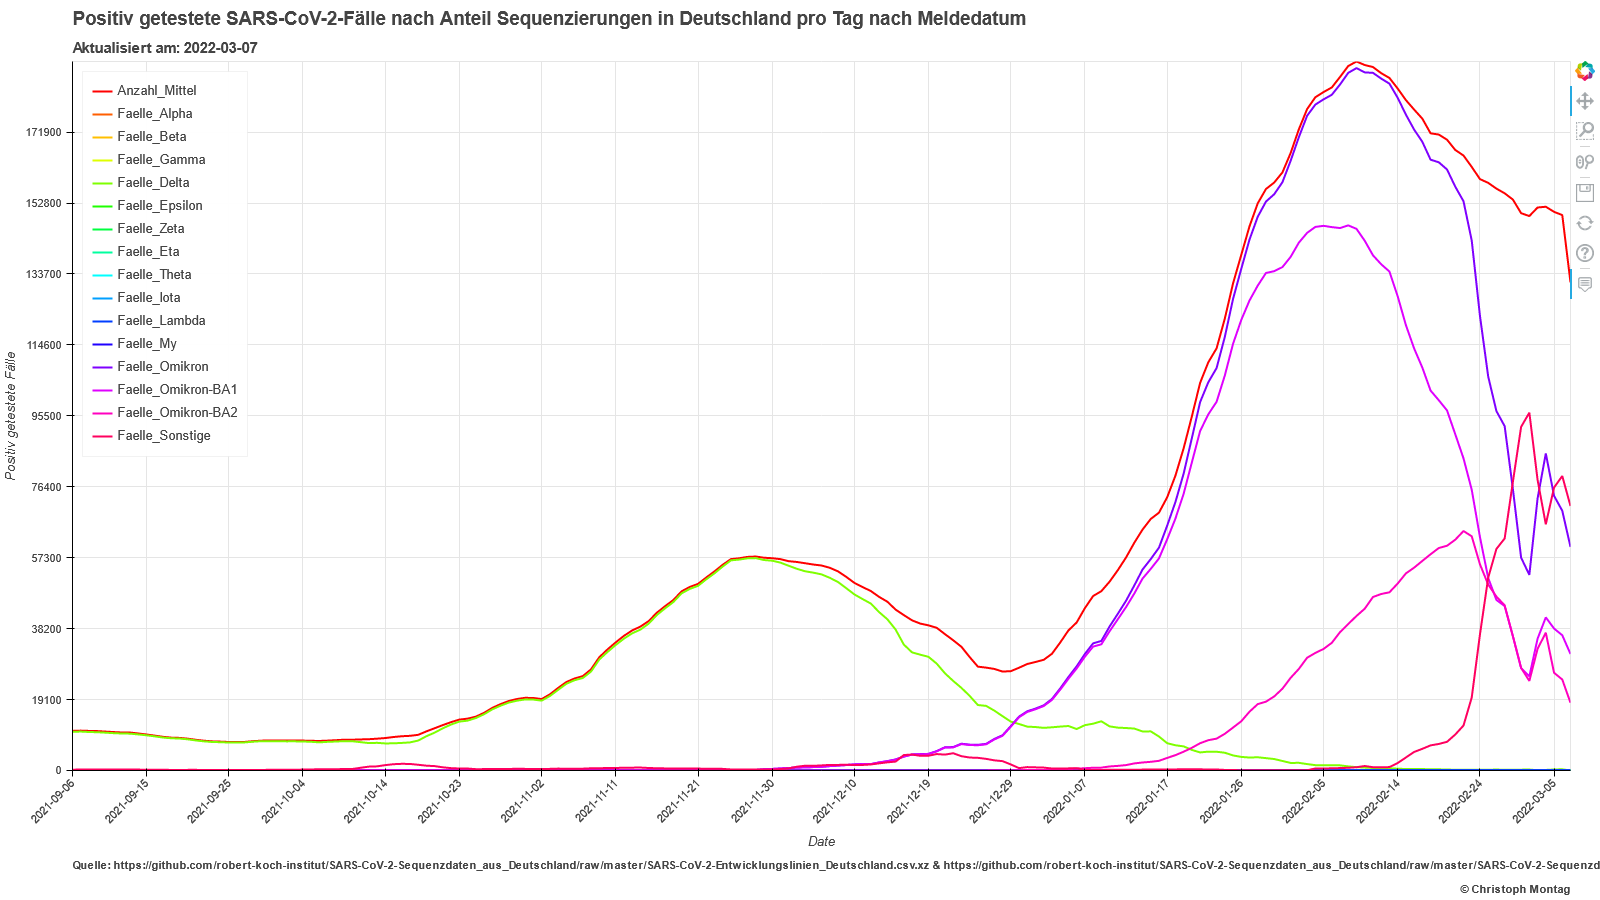 Positiv getestete SARS-CoV-2-Fälle nach Anteil Sequenzierungen in Deutschland pro Tag nach Meldedatum
Aktualisiert am: 2022-03-07
Anzahl_Mittel
Faelle_Alpha
Faelle_Beta
Faelle_Gamma
Faelle_Delta
Faelle_Epsilon
Faelle_Zeta
Faelle_Eta
Faelle_Theta
Faelle_Iota
Faelle_Lambda
Faelle_My
Faelle_Omikron
Faelle_Omikron-BA1
Faelle_Omikron-BA2
Faelle_Sonstige
Positiv getestete Fälle
171900
152800
133700
114600
95500
76400
57300
38200
19100
0
2021-09-06
2021-09-15
2021-09-25
2021-10-04
2021-10-14
2021-10-23
2021-11-02
2021-11-11
2021-11-21
2021-11-30
2021-12-10
2021-12-19
2021-12-29
2022-01-07
2022-01-17
2022-01-26
2022-02-05
2022-02-14
2022-02-24
2022-03-05
Date
Quelle: https://github.com/robert-koch-institut/SARS-CoV-2-Sequenzdaten_aus_Deutschland/raw/master/SARS-CoV-2-Entwicklungslinien_Deutschland.csv.xz & https://github.com/robert-koch-institut/SARS-CoV-2-Sequenzdaten_aus_Deutschland/raw/master/SARS-CoV-2-Sequenzd
© Christoph Montag